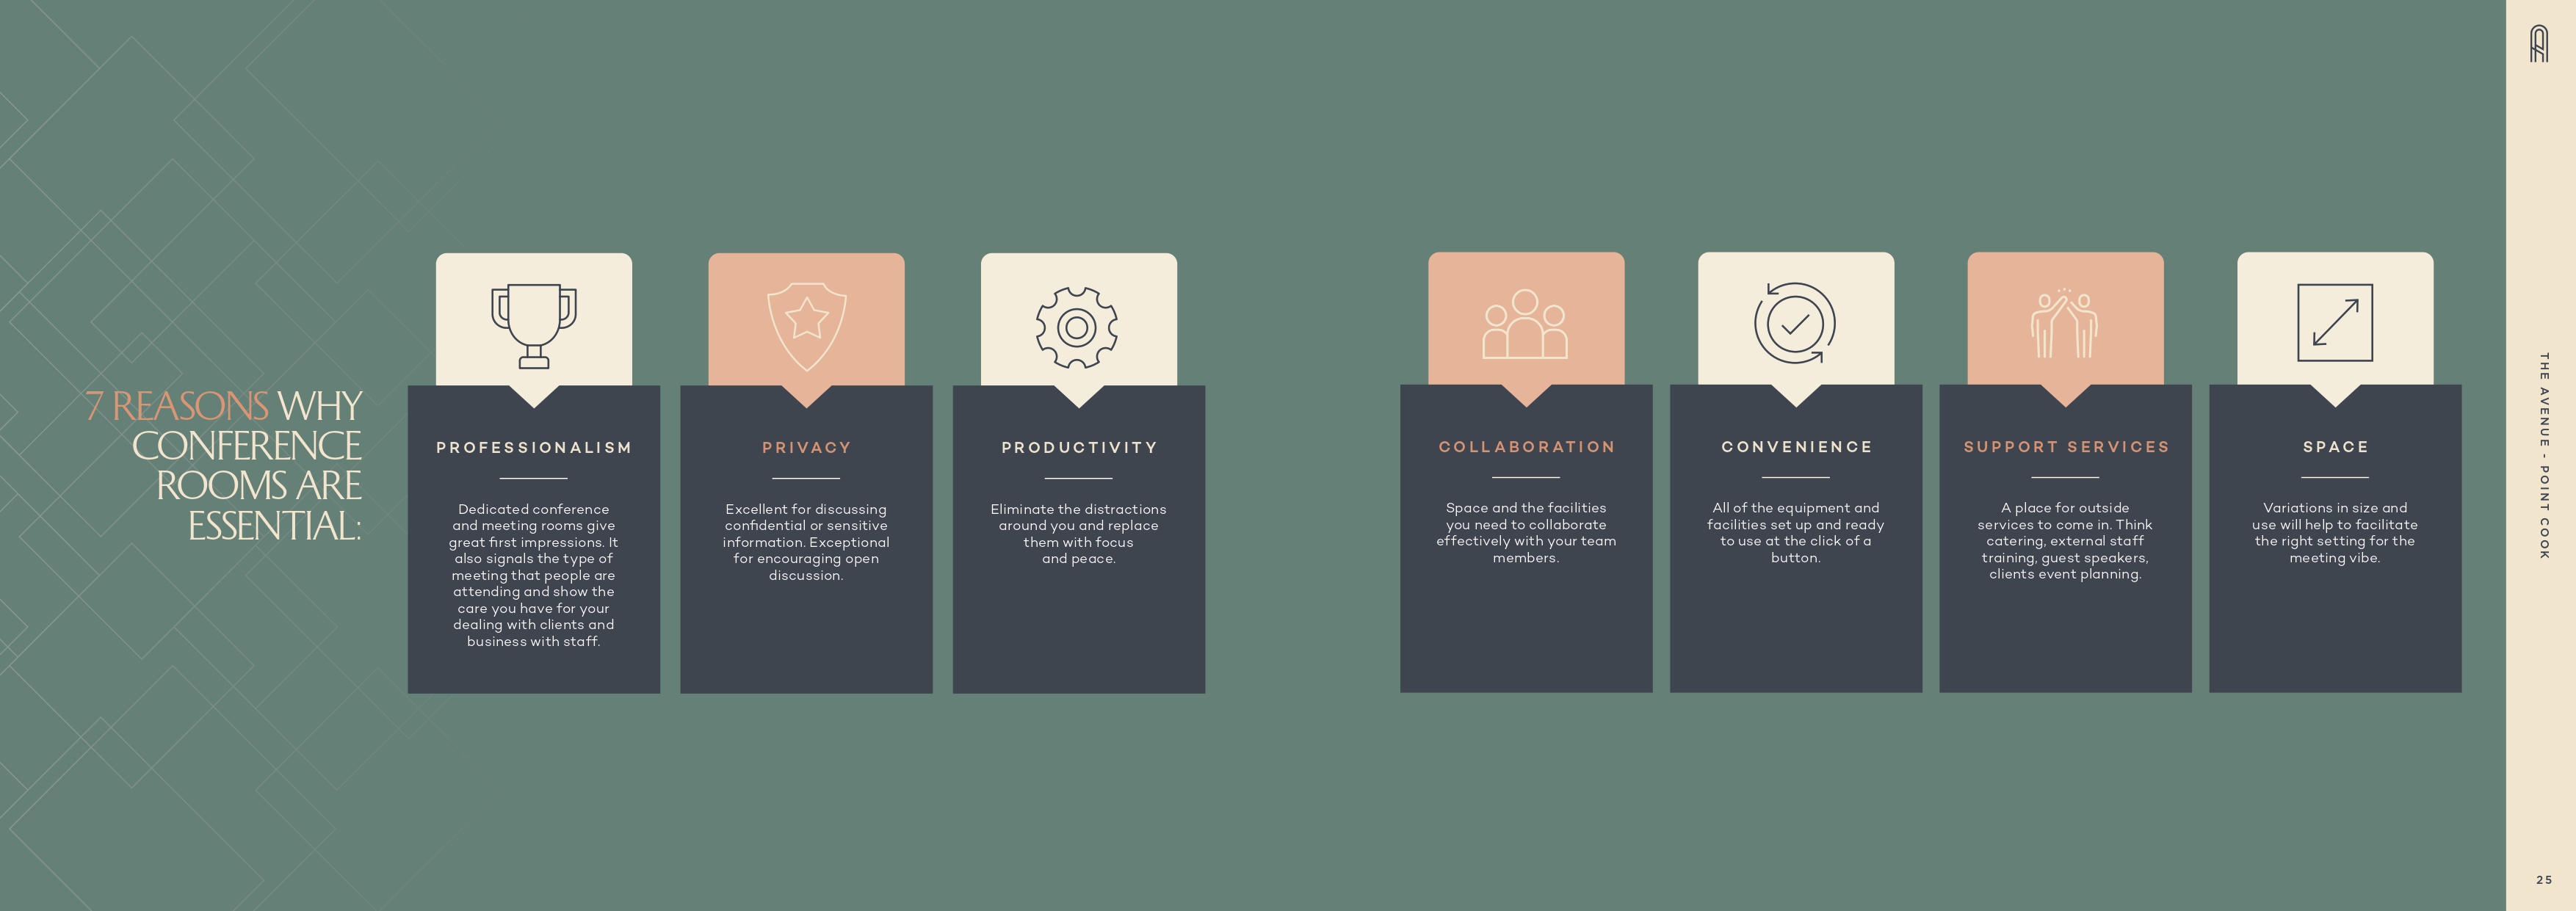 7 REASONS WHY
CONFERENCE
ROOMS ARE
ESSENTIAL:
PROFESSIONALISM
Dedicated conference
and meeting rooms give
great first impressions. It
also signals the type of
meeting that people are
attending and show the
care you have for your
dealing with clients and
business with staff.
PRIVACY
Excellent for discussing
confidential or sensitive
information. Exceptional
for encouraging open
discussion.
PRODUCTIVITY
Eliminate the distractions
around you and replace
them with focus
and peace.
COLLABORATION
Space and the facilities
you need to collaborate
effectively with your team
members.
CONVENIENCE
All of the equipment and
facilities set up and ready
to use at the click of a
button.
SUPPORT SERVICES
A place for outside
services to come in. Think
catering, external staff
training, guest speakers,
clients event planning.
SPACE
Variations in size and
use will help to facilitate
the right setting for the
meeting vibe.
THE AVENUE - POINT COOK
25